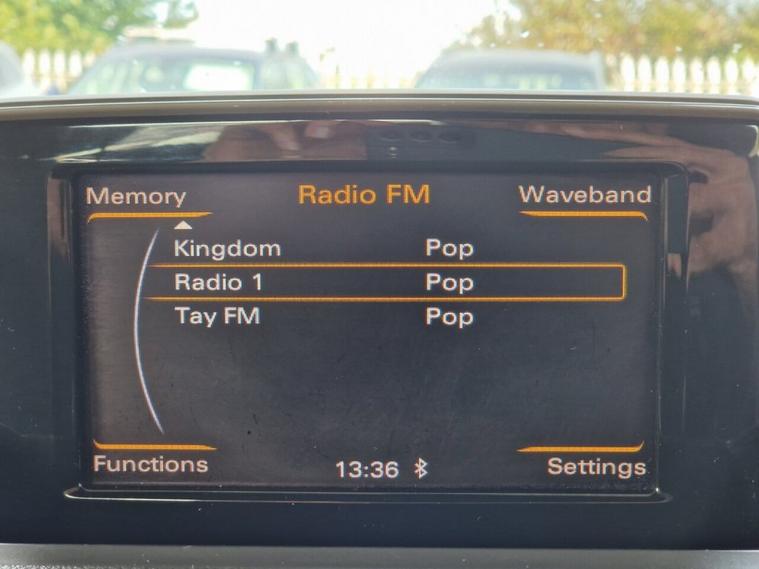 Memory Radio FM Waveband
Kingdom Pop
Radio 1 Pop
Tay FM Pop
Functions 13:36 Settings